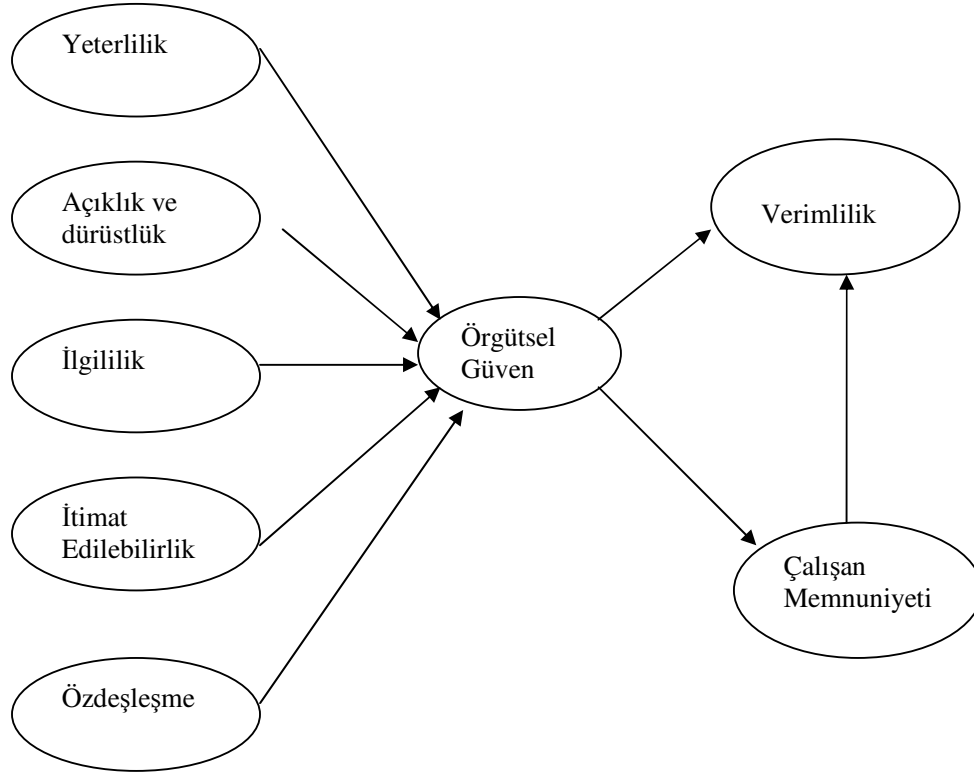 Yeterlilik
Açıklık ve
dürüstlük
İlgililik
İtimat
Edilebilirlik
Özdeşleşme
Örgütsel
Güven
Verimlilik
Çalışan
Memnuniyeti